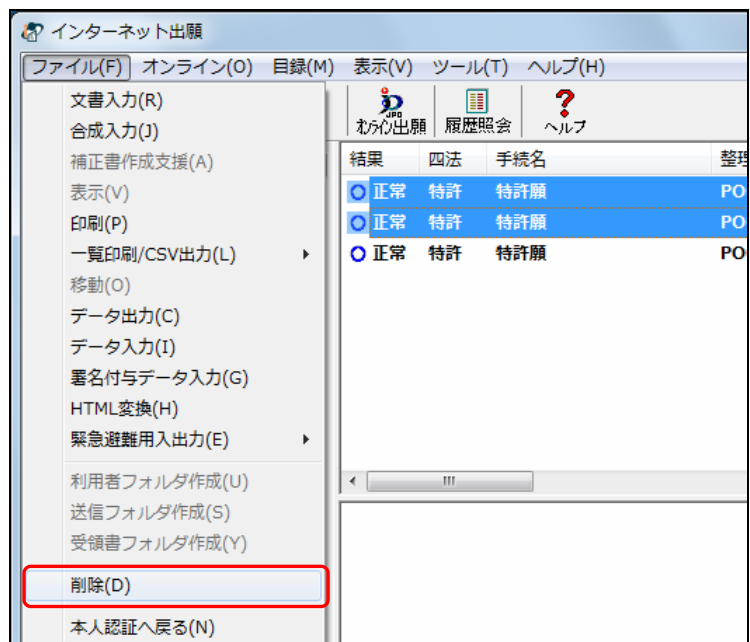 インターネット出願
ファイル(F) オンライン(O) 目録(M) 表示(V) ツール(T) ヘルプ(H)
文書入力(R)
合成入力(J)
補正書作成支援(A)
表示(V)
印刷(P)
一覧印刷/CSV出力(L)
移動(O)
データ出力(C)
データ入力(I)
署名付与データ入力(G)
HTML変換(H)
緊急避難用入出力(E)
利用者フォルダ作成(U)
送信フォルダ作成(S)
受領書フォルダ作成(Y)
削除(D)
本人認証へ戻る(N)
JPO
オンライン出願 履歴照会 ヘルプ
結果 四法 手続名 整理
正常 特許 特許願 PO
正常 特許 特許願 PO
正常 特許 特許願 PO